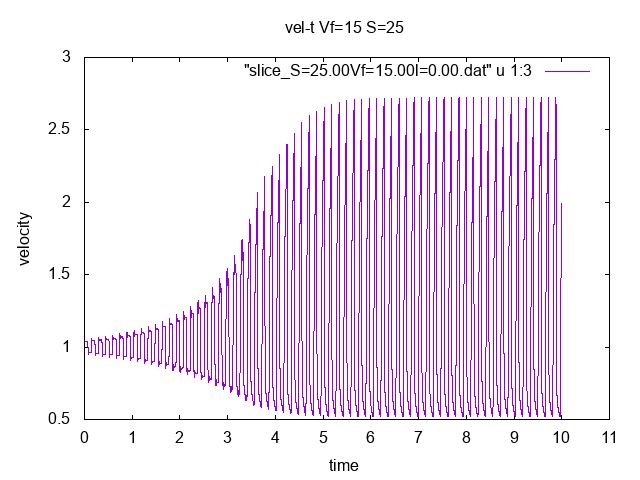 vel-t Vf=15 S=25
"slice_S=25.00Vf=15.00I=0.00.dat" u 1:3
3
2.5
2
1.5
1
0.5
velocity
0 1 2 3 4 5 6 7 8 9 10 11
time